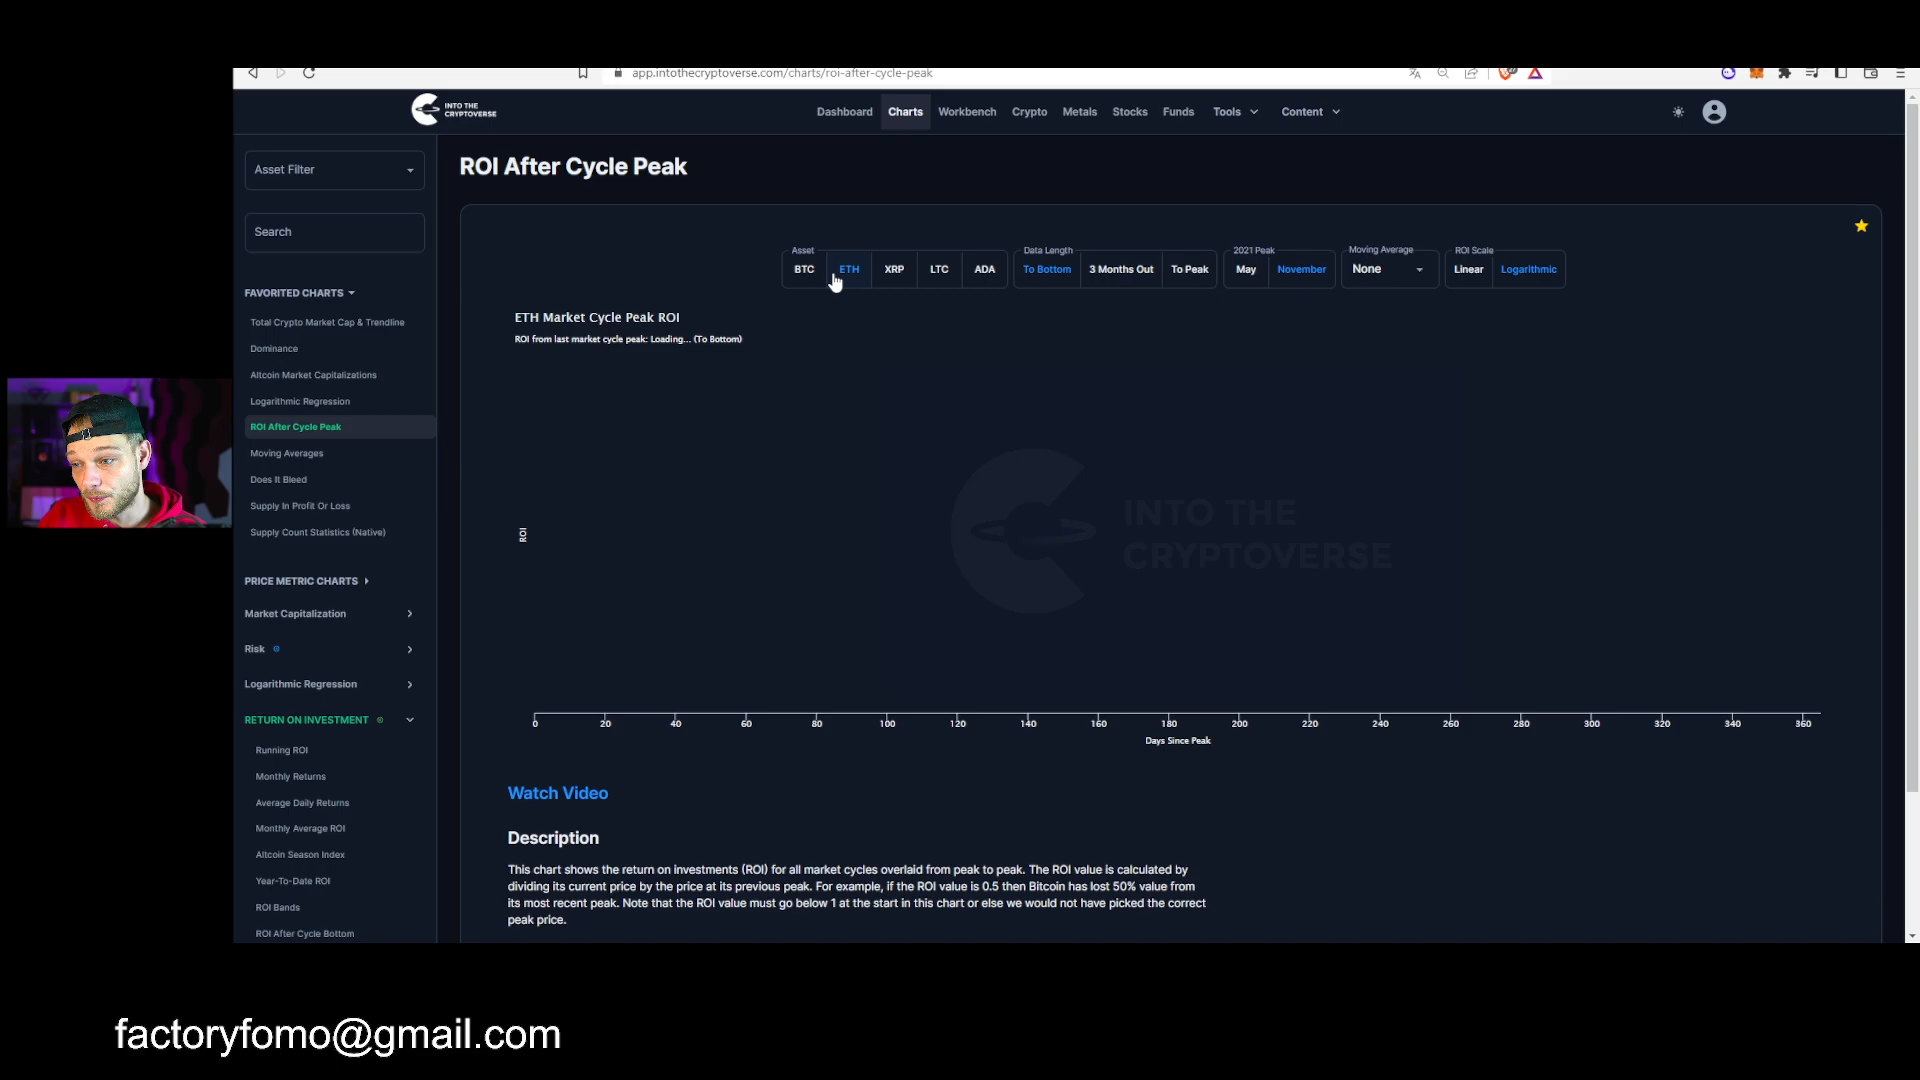 app.intothecryptoverse.com/charts/roi-after-cycle-peak
INTO THE
CRYPTOVERSE
Dashboard
Charts
Workbench
Crypto
Metals
Stocks
Funds
Tools
Content
Asset Filter
Search
FAVORITED CHARTS
Total Crypto Market Cap & Trendline
Dominance
Altcoin Market Capitalizations
Logarithmic Regression
ROI After Cycle Peak
Moving Averages
Does It Bleed
Supply In Profit Or Loss
Supply Count Statistics (Native)
PRICE METRIC CHARTS
Market Capitalization
Risk
Logarithmic Regression
RETURN ON INVESTMENT
Running ROI
Monthly Returns
Average Daily Returns
Monthly Average ROI
Altcoin Season Index
Year-To-Date ROI
ROI Bands
ROI After Cycle Bottom
ROI After Cycle Peak
Asset
BTC ETH XRP LTC ADA
Data Length
To Bottom 3 Months Out To Peak
2021 Peak
May November
Moving Average
None
ROI Scale
Linear Logarithmic
ETH Market Cycle Peak ROI
ROI from last market cycle peak: Loading... (To Bottom)
INTO THE
CRYPTOVERSE
ROI
0 20 40 60 80 100 120 140 160 180 200 220 240 260 280 300 320 340 360
Days Since Peak
Watch Video
Description
This chart shows the return on investments (ROI) for all market cycles overlaid from peak to peak. The ROI value is calculated by
dividing its current price by the price at its previous peak. For example, if the ROI value is 0.5 then Bitcoin has lost 50% value from
its most recent peak. Note that the ROI value must go below 1 at the start in this chart or else we would not have picked the correct
peak price.
factoryfomo@gmail.com